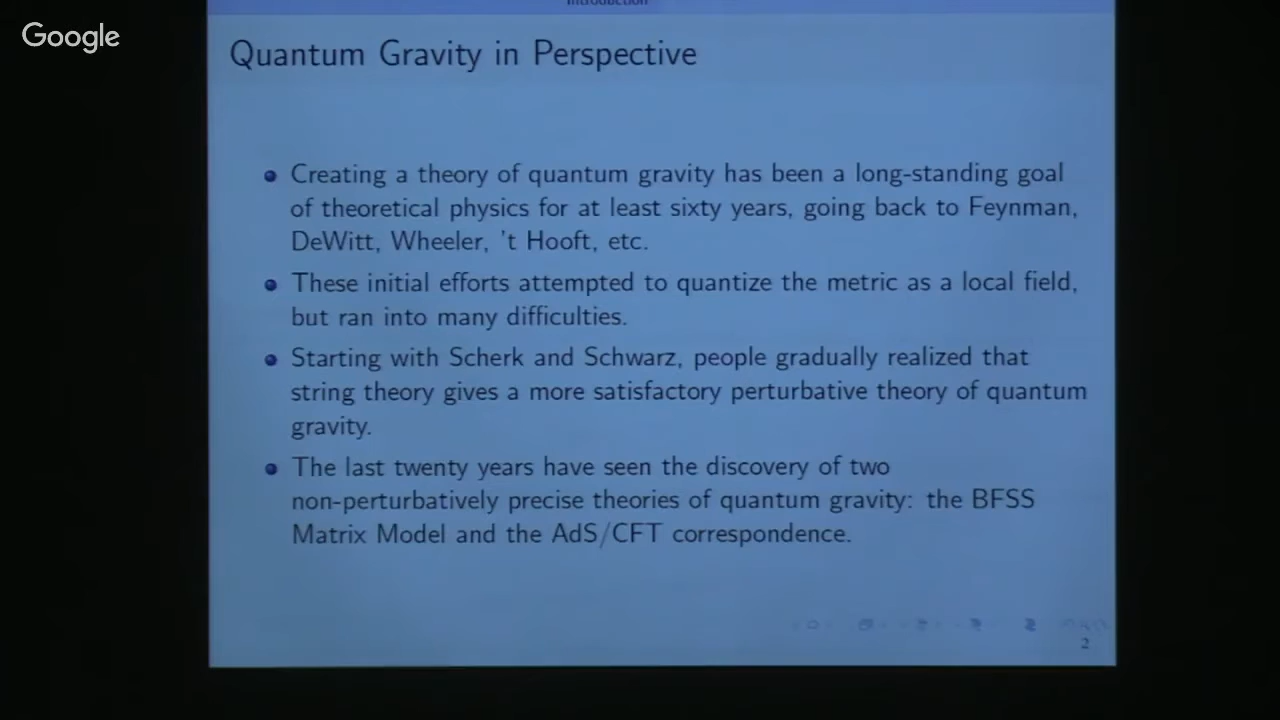 Introduction
Google
Quantum Gravity in Perspective
Creating a theory of quantum gravity has been a long-standing goal
of theoretical physics for at least sixty years, going back to Feynman,
DeWitt, Wheeler, 't Hooft, etc.
These initial efforts attempted to quantize the metric as a local field,
but ran into many difficulties.
Starting with Scherk and Schwarz, people gradually realized that
string theory gives a more satisfactory perturbative theory of quantum
gravity.
The last twenty years have seen the discovery of two
non-perturbatively precise theories of quantum gravity: the BFSS
Matrix Model and the AdS/CFT correspondence.
2